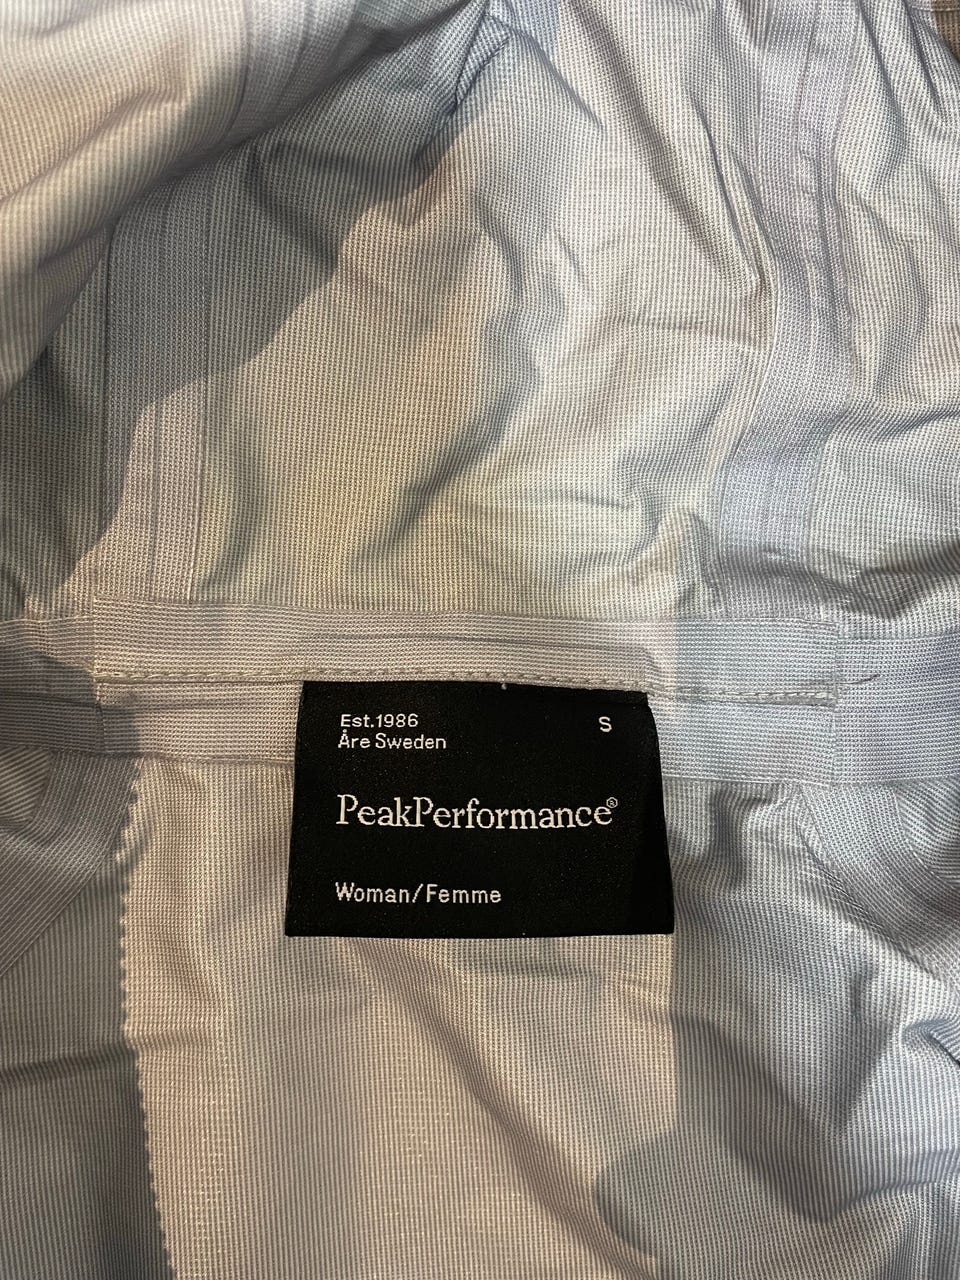 Est.1986 S
Åre Sweden
PeakPerformance®
Woman/Femme